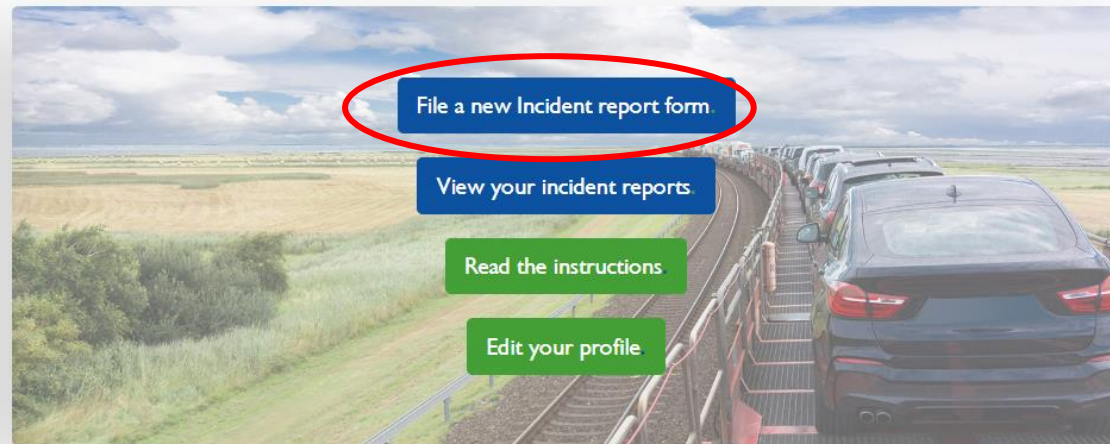 File a new Incident report form.
View your incident reports.
Read the instructions.
Edit your profile.